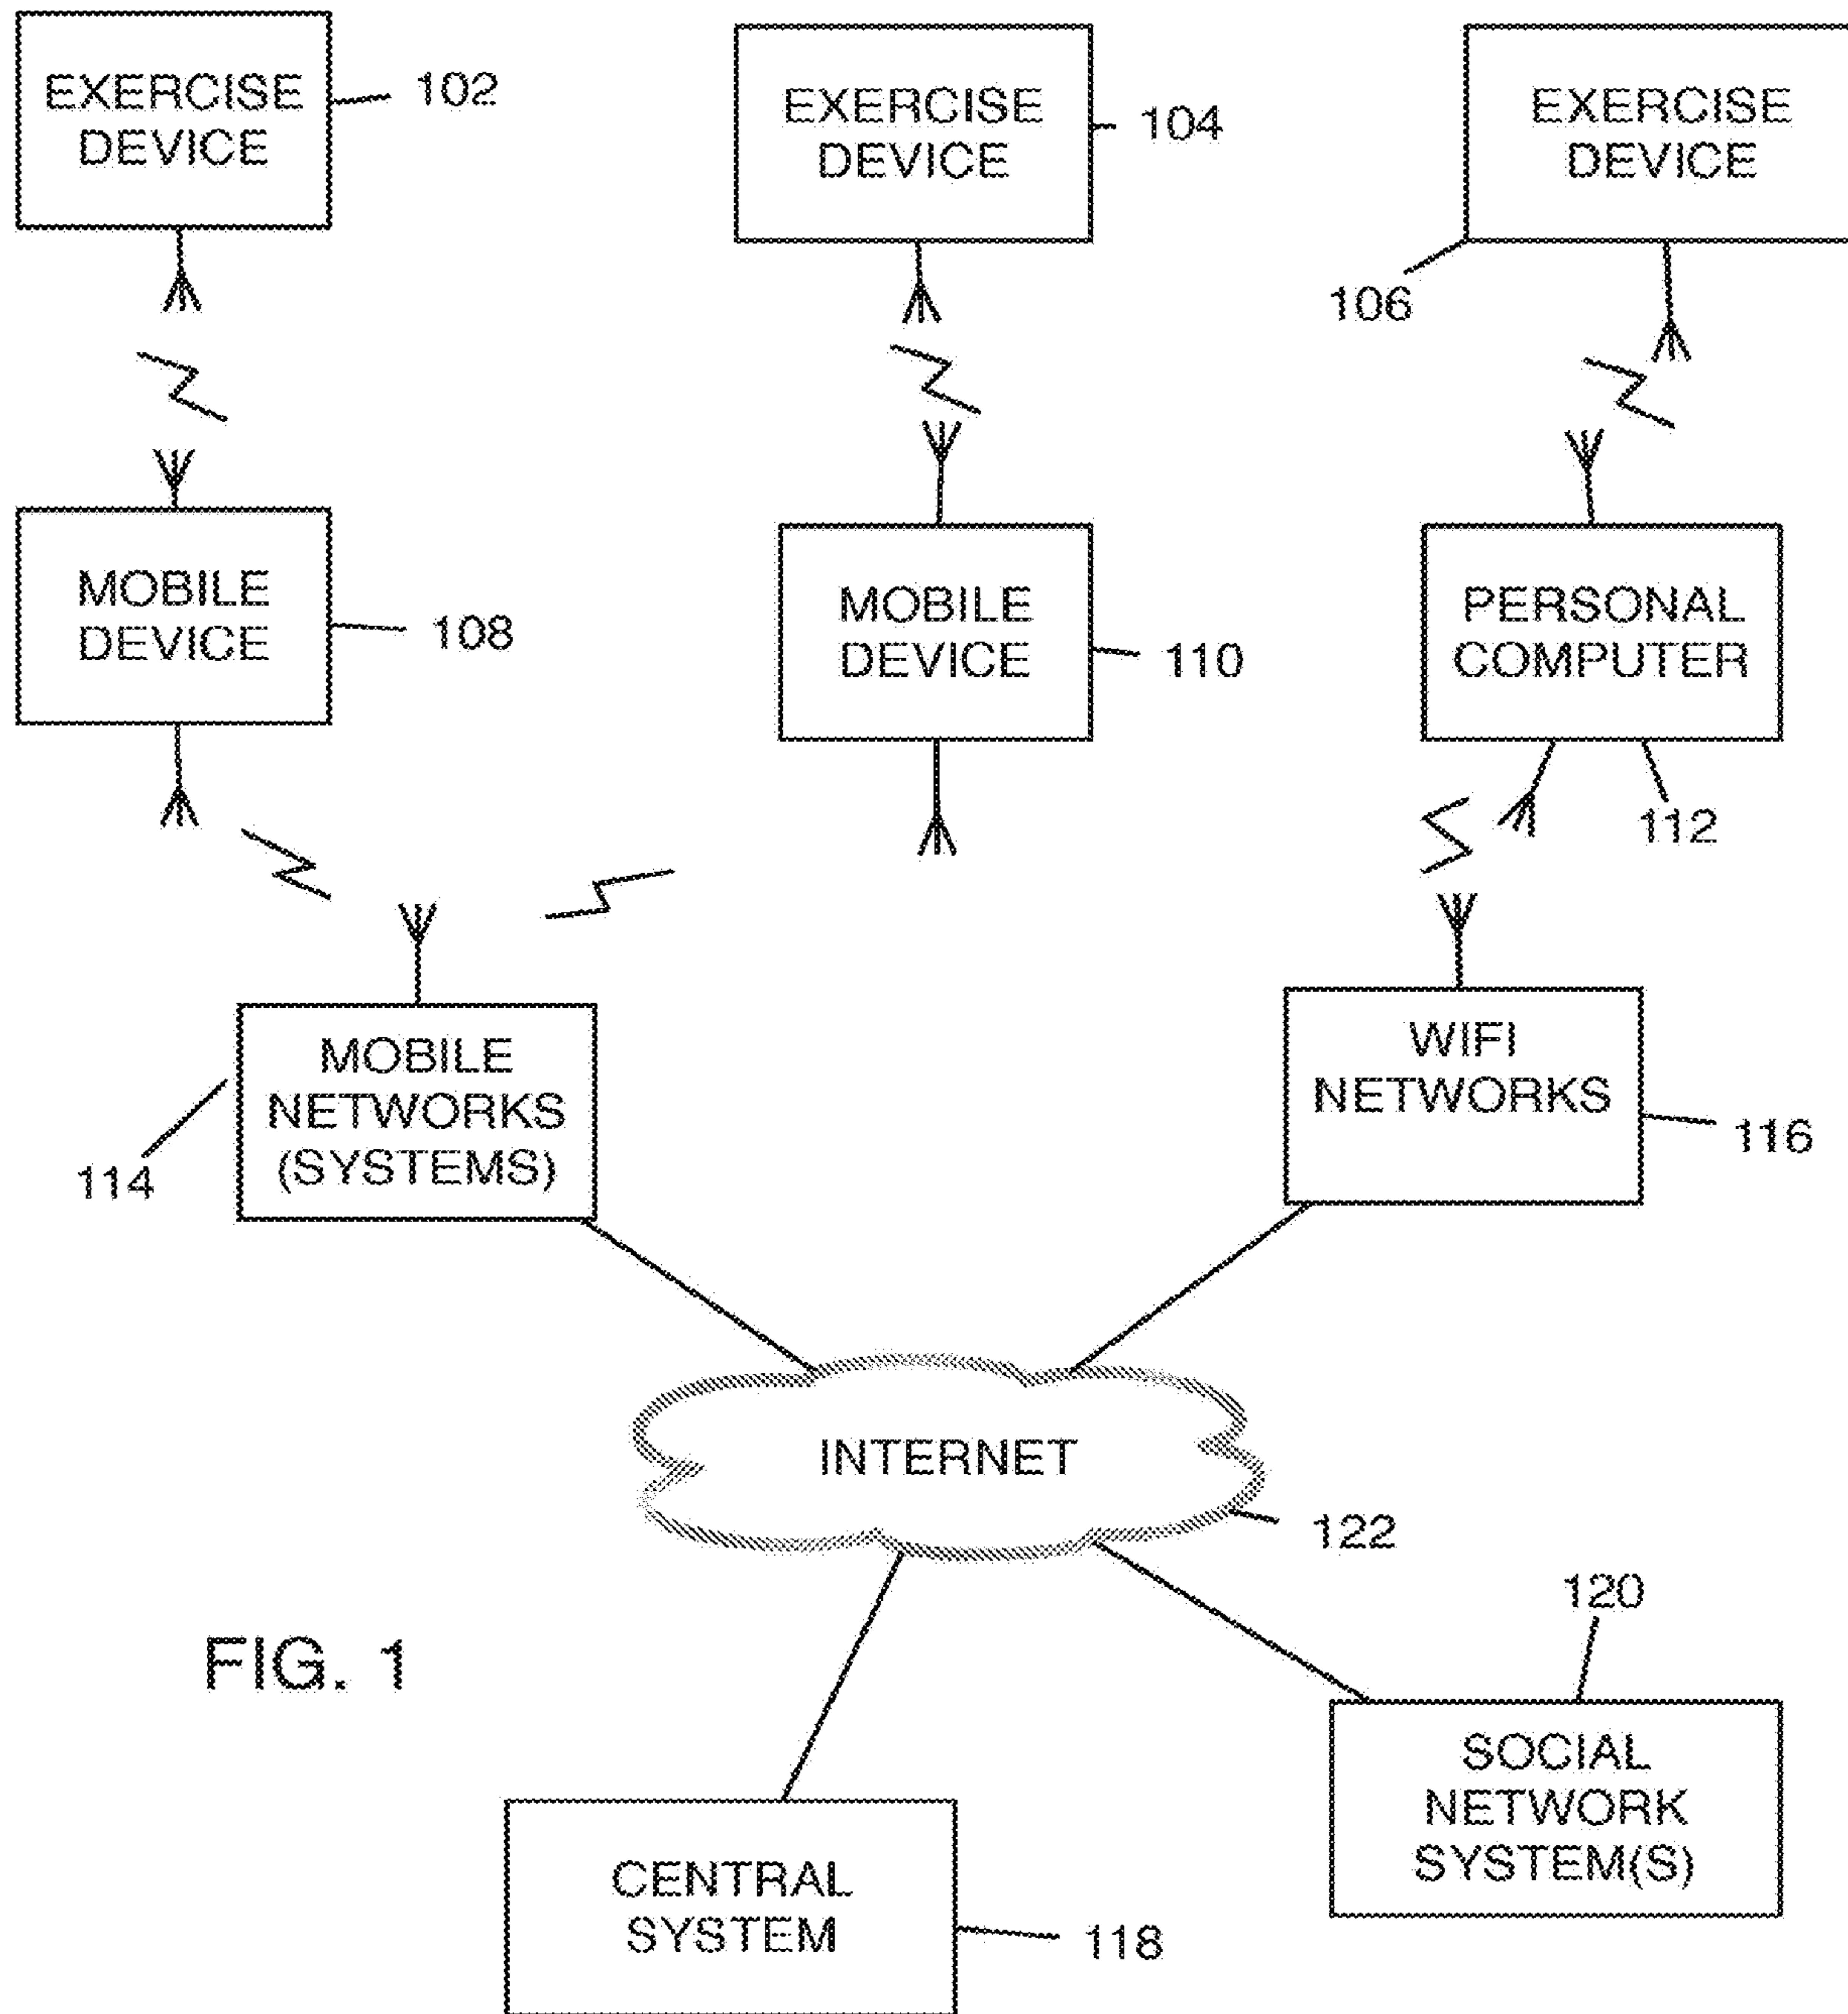 EXERCISE
DEVICE
102
EXERCISE
DEVICE
104
EXERCISE
DEVICE
106
MOBILE
DEVICE
108
MOBILE
DEVICE
110
PERSONAL
COMPUTER
112
MOBILE
NETWORKS
(SYSTEMS)
114
WIFI
NETWORKS
116
INTERNET
122
FIG. 1
120
SOCIAL
NETWORK
SYSTEM(S)
CENTRAL
SYSTEM
118